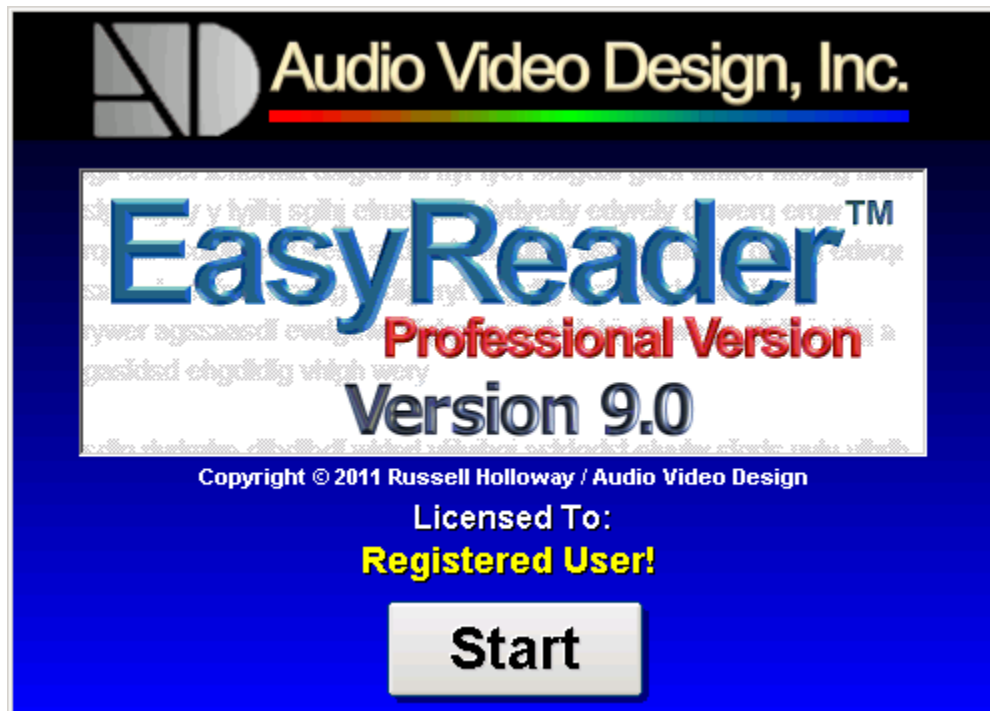 Audio Video Design, Inc.
EasyReader™
Professional Version
Version 9.0
Copyright © 2011 Russell Holloway / Audio Video Design
Licensed To:
Registered User!
Start